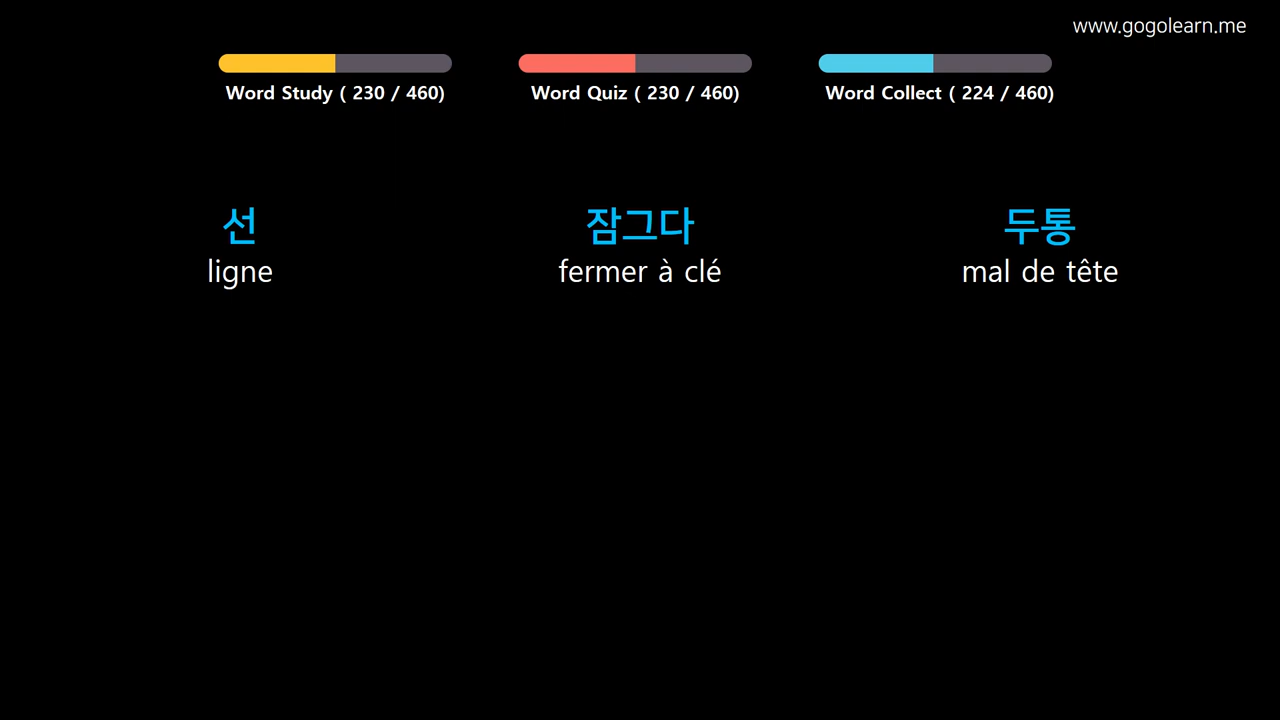 www.gogolearn.me
Word Study ( 230 / 460)
Word Quiz ( 230 / 460)
Word Collect ( 224 / 460)
선
ligne
잠그다
fermer à clé
두통
mal de tête